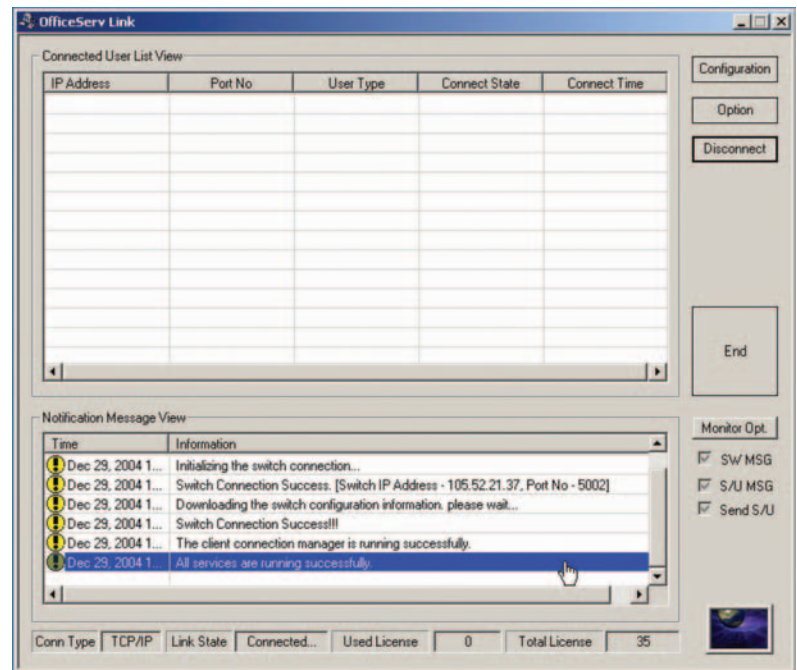 OfficeServ Link
Connected User List View
IP Address Port No User Type Connect State Connect Time
Configuration
Option
Disconnect
End
Notification Message View
Time Information
Dec 29, 2004 1... Initializing the switch connection...
Dec 29, 2004 1... Switch Connection Success. [Switch IP Address - 105.52.21.37, Port No - 5002]
Dec 29, 2004 1... Downloading the switch configuration information. please wait...
Dec 29, 2004 1... Switch Connection Success!!!
Dec 29, 2004 1... The client connection manager is running successfully.
Dec 29, 2004 1... All services are running successfully.
Monitor Opt.
SW MSG
S/U MSG
Send S/U
Conn Type TCP/IP Link State Connected... Used License 0 Total License 35